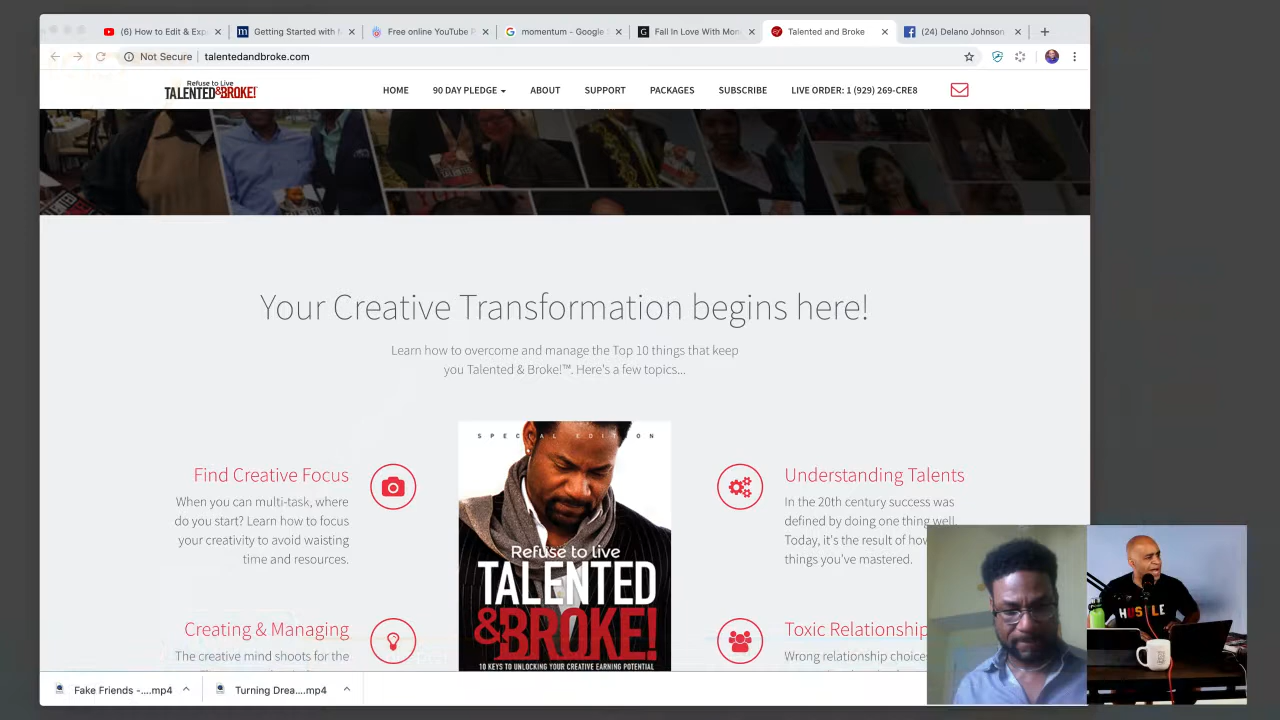 (6) How to Edit & Exp
Getting Started with
Free online YouTube P
momentum - Google S
Fall In Love With Mom
Talented and Broke
(24) Delano Johnson,
Not Secure
talentedandbroke.com
Refuse to Live
TALENTED&BROKE!
HOME
90 DAY PLEDGE
ABOUT
SUPPORT
PACKAGES
SUBSCRIBE
LIVE ORDER: 1 (929) 269-CRE8
Your Creative Transformation begins here!
Learn how to overcome and manage the Top 10 things that keep
you Talented & Broke!™. Here's a few topics...
Find Creative Focus
When you can multi-task, where
do you start? Learn how to focus
your creativity to avoid waisting
time and resources.
Creating & Managing
The creative mind shoots for the
SPECIAL EDITION
Refuse to live
TALENTED
&BROKE!
10 KEYS TO UNLOCKING YOUR CREATIVE EARNING POTENTIAL
Understanding Talents
In the 20th century success was
defined by doing one thing well.
Today, it's the result of how
things you've mastered.
Toxic Relationship
Wrong relationship choices
HUSTLE
Fake Friends -....mp4
Turning Drea....mp4